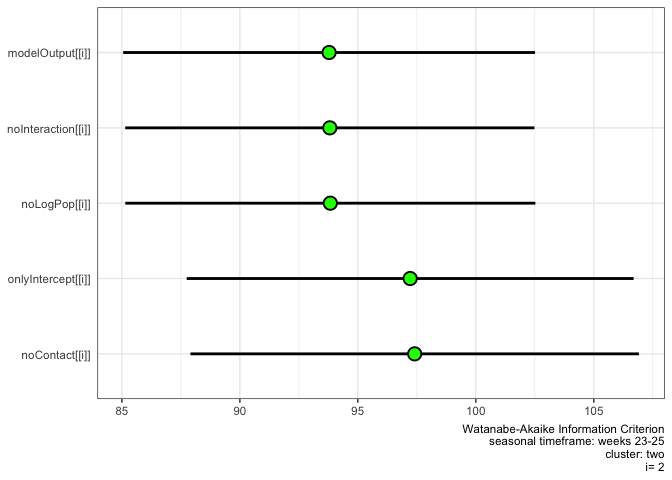 modelOutput[[i]]
noInteraction[[i]]
noLogPop[[i]]
onlyIntercept[[i]]
noContact[[i]]
85 90 95 100 105
Watanabe-Akaike Information Criterion
seasonal timeframe: weeks 23-25
cluster: two
i= 2